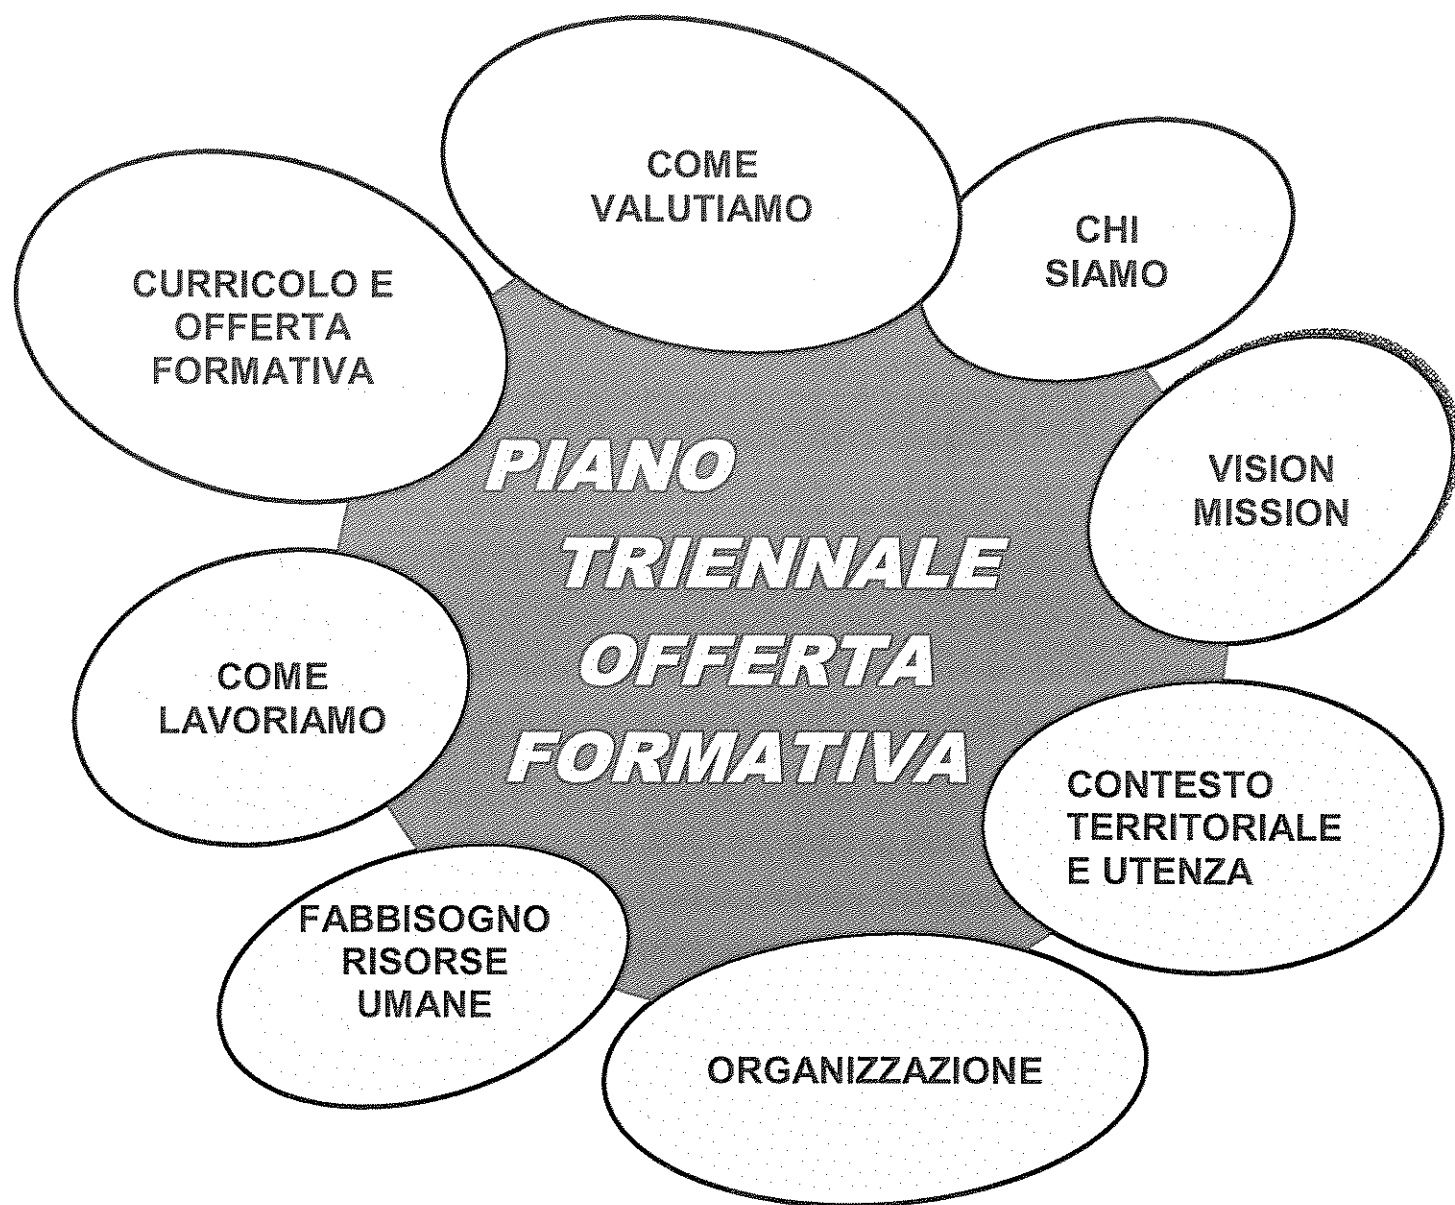 COME
VALUTIAMO
CHI
SIAMO
CURRICOLO E
OFFERTA
FORMATIVA
VISION
MISSION
PIANO
TRIENNALE
OFFERTA
FORMATIVA
COME
LAVORIAMO
CONTESTO
TERRITORIALE
E UTENZA
FABBISOGNO
RISORSE
UMANE
ORGANIZZAZIONE